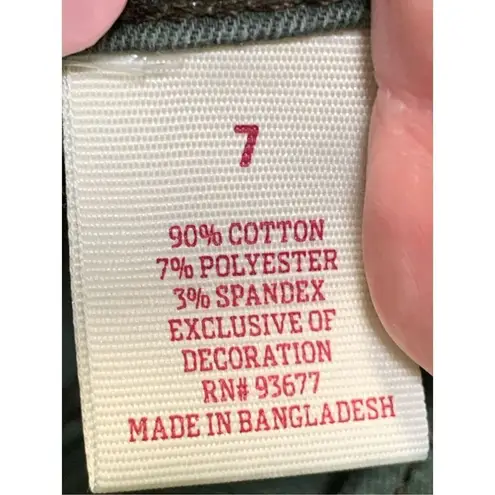 7
90% COTTON
7% POLYESTER
3% SPANDEX
EXCLUSIVE OF
DECORATION
RN# 93677
MADE IN BANGLADESH